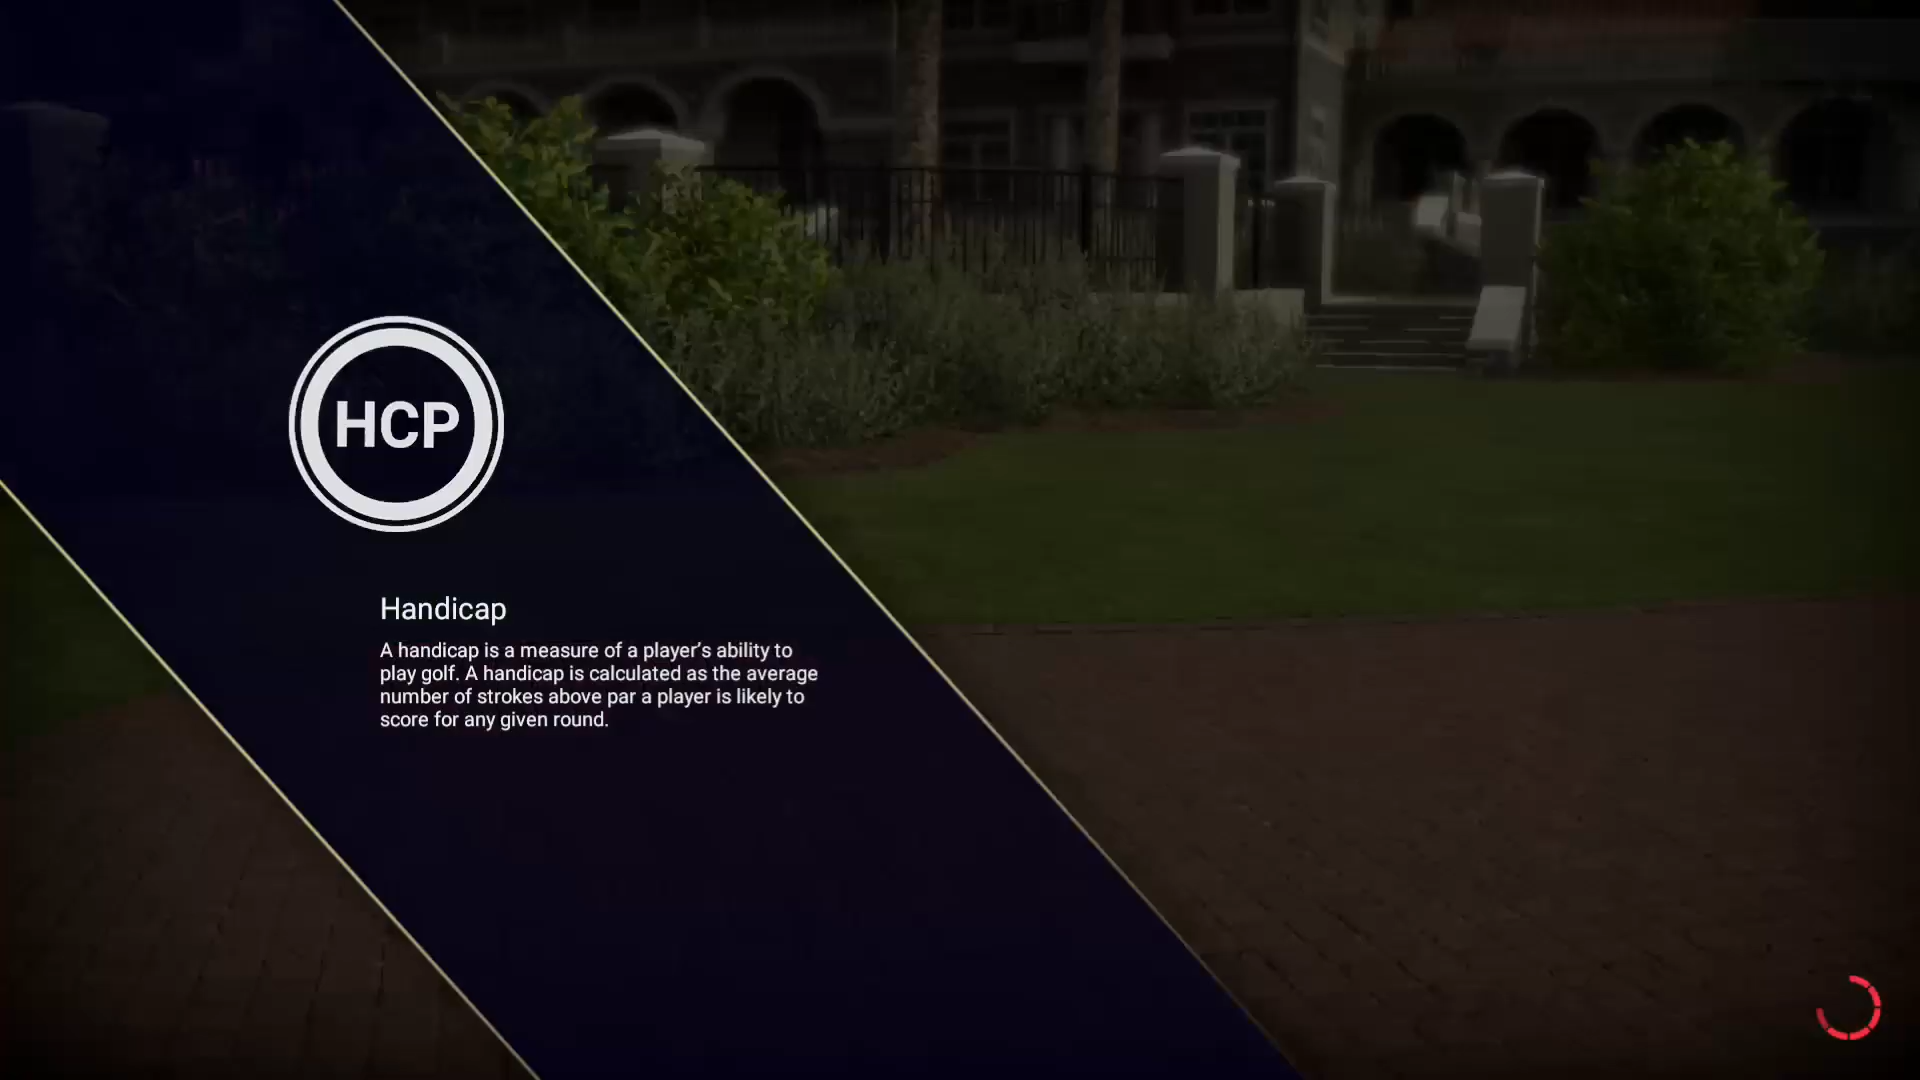 HCP
Handicap
A handicap is a measure of a player’s ability to
play golf. A handicap is calculated as the average
number of strokes above par a player is likely to
score for any given round.